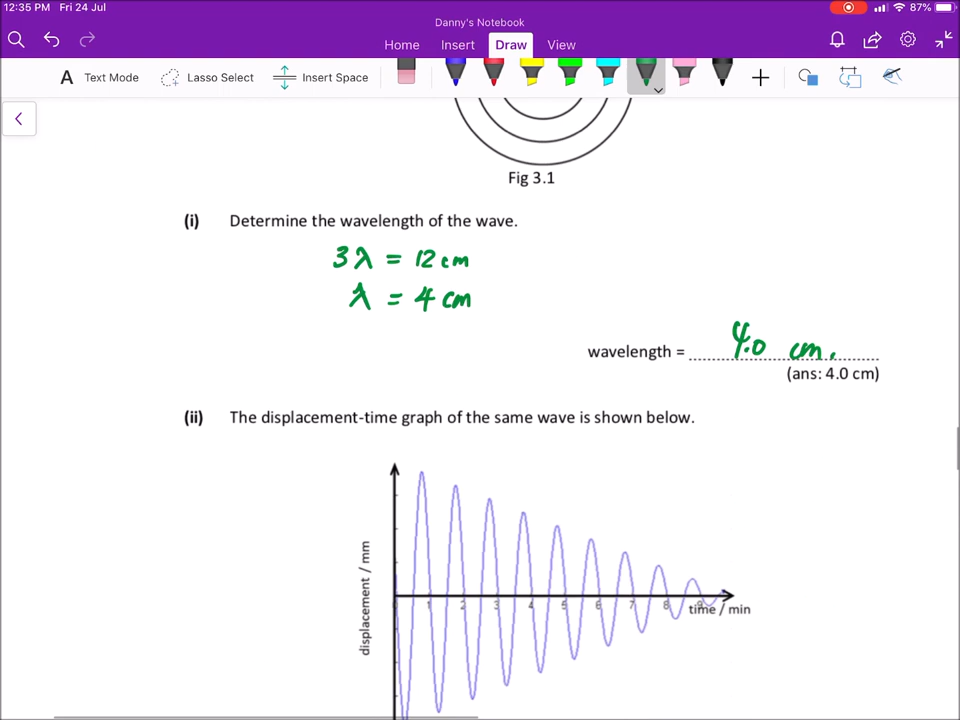 12:35 PM Fri 24 Jul
87%
Danny's Notebook
Home Insert Draw View
A Text Mode Lasso Select Insert Space
Fig 3.1
(i) Determine the wavelength of the wave.
3λ = 12 cm
λ = 4 cm
wavelength = 4.0 cm.
(ans: 4.0 cm)
(ii) The displacement-time graph of the same wave is shown below.
displacement / mm
1 2 3 4 5 6 7 8 9
time / min